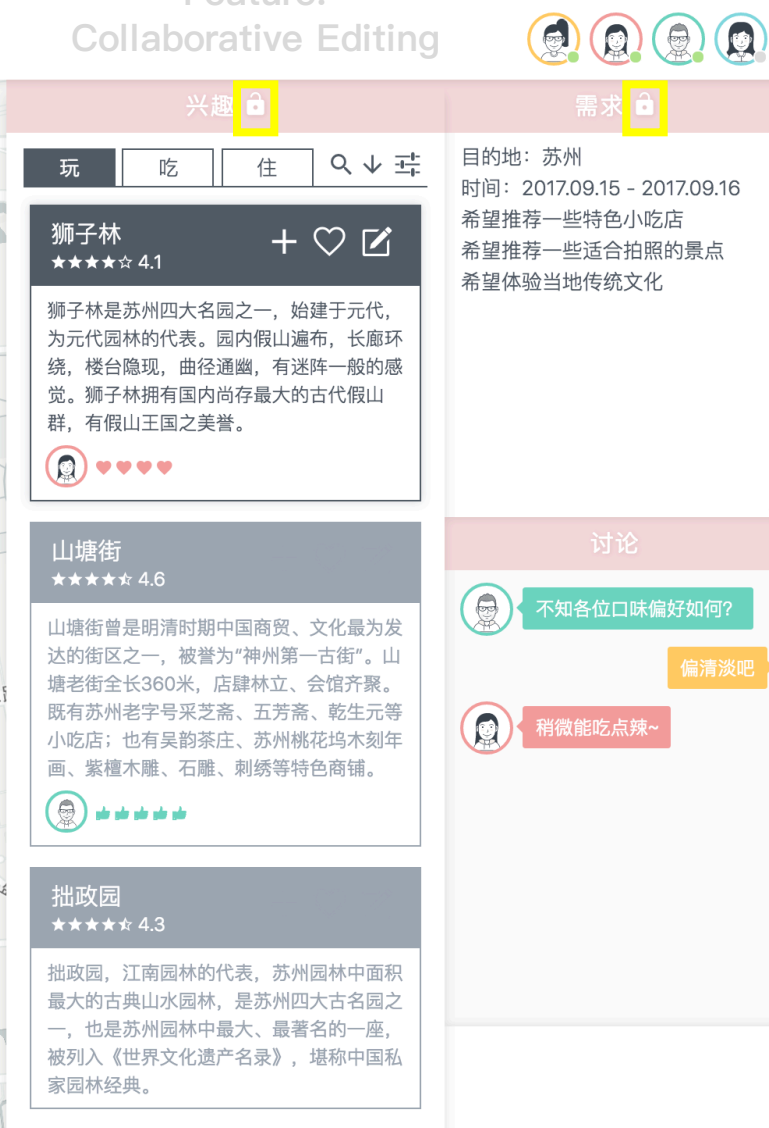 Feature:
Collaborative Editing
兴趣
玩
吃
住
狮子林
4.1
狮子林是苏州四大名园之一，始建于元代，
为元代园林的代表。园内假山遍布，长廊环
绕，楼台隐现，曲径通幽，有迷阵一般的感
觉。狮子林拥有国内尚存最大的古代假山
群，有假山王国之美誉。
山塘街
4.6
山塘街曾是明清时期中国商贸、文化最为发
达的街区之一，被誉为“神州第一古街”。山
塘老街全长360米，店肆林立、会馆齐聚。
既有苏州老字号采芝斋、五芳斋、乾生元等
小吃店；也有吴韵茶庄、苏州桃花坞木刻年
画、紫檀木雕、石雕、刺绣等特色商铺。
拙政园
4.3
拙政园，江南园林的代表，苏州园林中面积
最大的古典山水园林，是苏州四大古名园之
一，也是苏州园林中最大、最著名的一座，
被列入《世界文化遗产名录》，堪称中国私
家园林经典。
需求
目的地：苏州
时间：2017.09.15 - 2017.09.16
希望推荐一些特色小吃店
希望推荐一些适合拍照的景点
希望体验当地传统文化
讨论
不知各位口味偏好如何？
偏清淡吧
稍微能吃点辣~